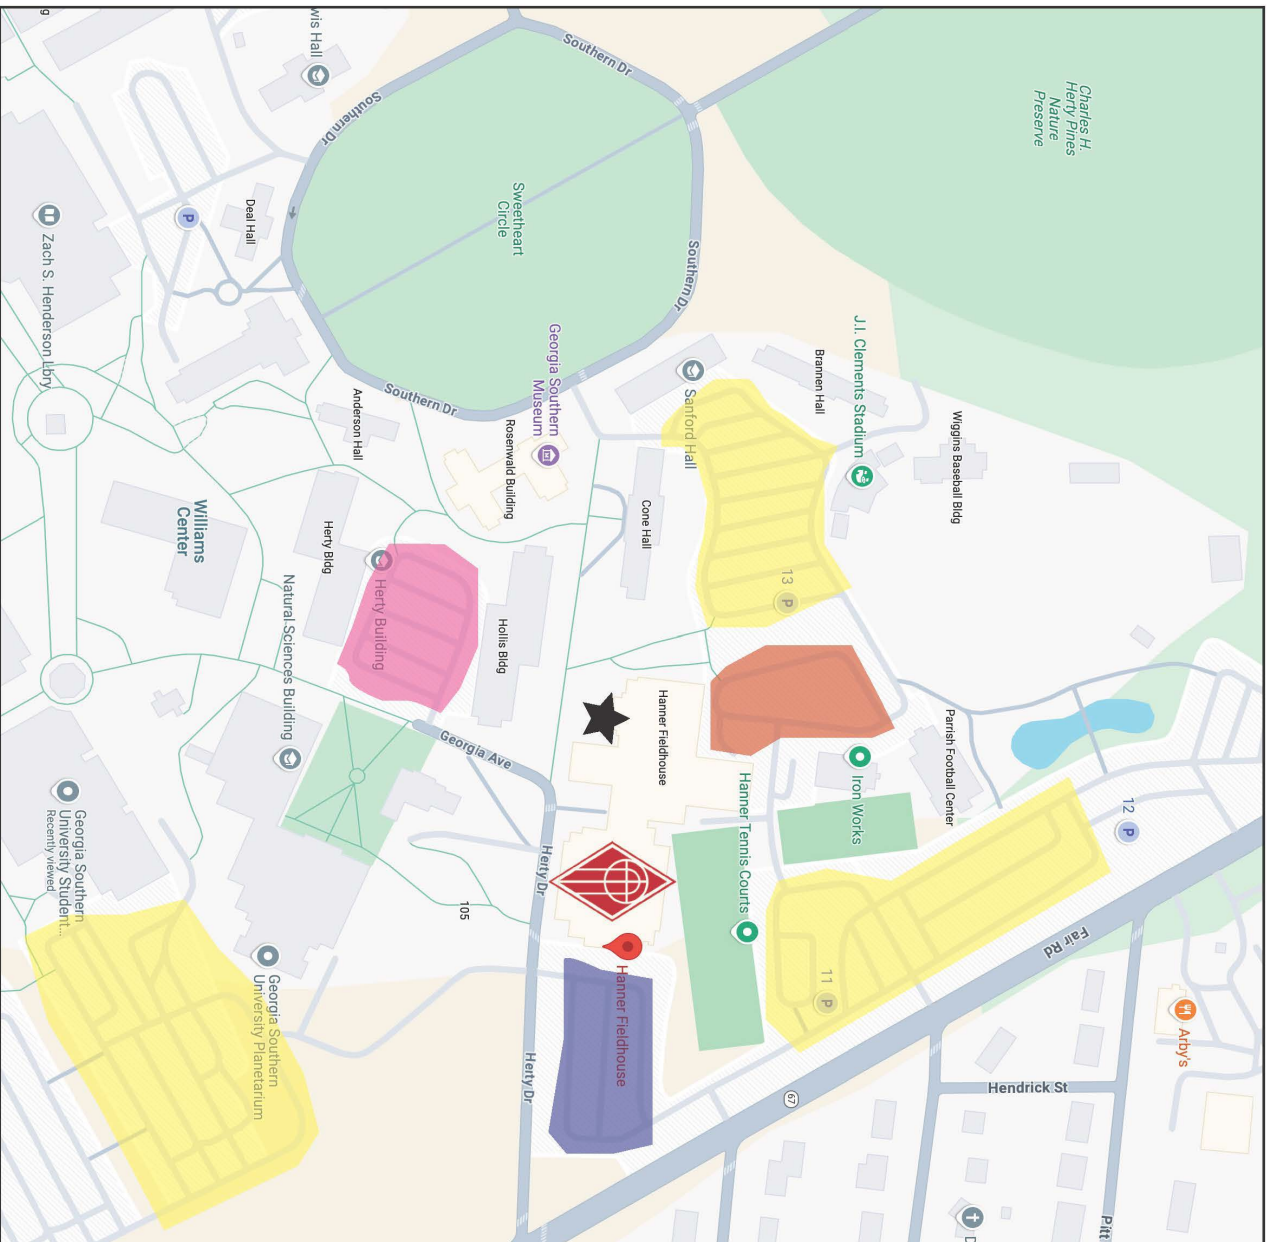 wis Hall
Southern Dr
Southern Dr
Charles H.
Herty Pines
Nature
Preserve
Sweetheart
Circle
Deal Hall
P
Zach S. Henderson Lbry
Southern Dr
Georgia Southern
Museum
Southern Dr
Sanford Hall
Brannen Hall
J.I. Clements Stadium
Wiggins Baseball Bldg
Anderson Hall
Rosenwald Building
Cone Hall
Williams
Center
Herty Bldg
Herty Building
Hollis Bldg
13
P
Natural Sciences Building
Hanner Fieldhouse
Parrish Football Center
Georgia Ave
Iron Works
Hanner Tennis Courts
12
P
Georgia Southern
University Student...
Recently viewed
Herty Dr
105
Fair Rd
11
P
Georgia Southern
University Planetarium
Hanner Fieldhouse
Arby's
Herty Dr
67
Hendrick St
Pitt